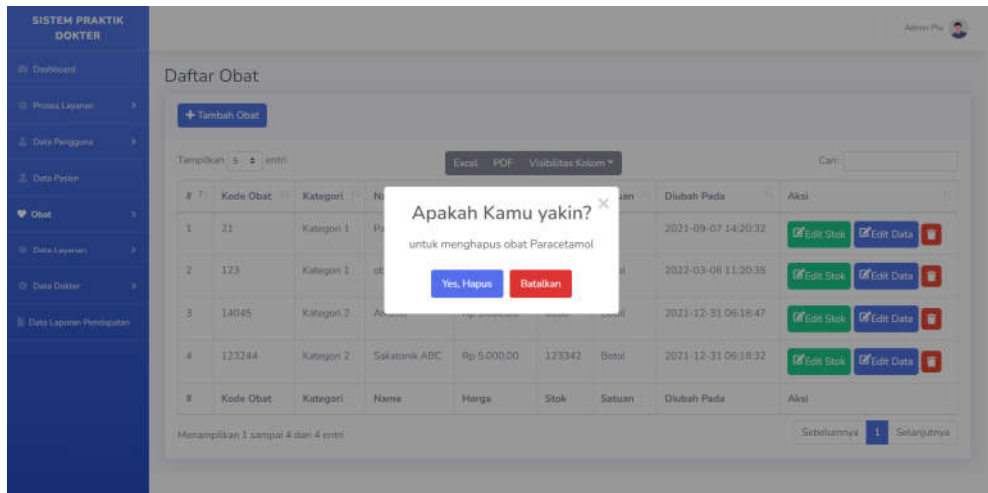 SISTEM PRAKTIK
DOKTER
Admin Pra
Dashboard
Proses Layanan
Data Pengguna
Data Pasien
Obat
Data Layanan
Data Dokter
Data Laporan Pendapatan
Daftar Obat
Tambah Obat
Tampilkan 5 entri
Excel PDF Visibilitas Kolom
Cari:
# Kode Obat Kategori Diubah Pada Aksi
1 21 Kategori 1 2021-09-07 14:20:32 Edit Stok Edit Data
2 123 Kategori 1 2022-03-06 11:20:35 Edit Stok Edit Data
3 14045 Kategori 2 2021-12-31 06:18:47 Edit Stok Edit Data
4 123244 Kategori 2 Sakatonik ABC Rp 5.000,00 123342 Botol 2021-12-31 06:18:32 Edit Stok Edit Data
# Kode Obat Kategori Nama Harga Stok Satuan Diubah Pada Aksi
Menampilkan 1 sampai 4 dari 4 entri
Sebelumnya 1 Selanjutnya
Apakah Kamu yakin?
×
untuk menghapus obat Paracetamol
Yes, Hapus
Batalkan